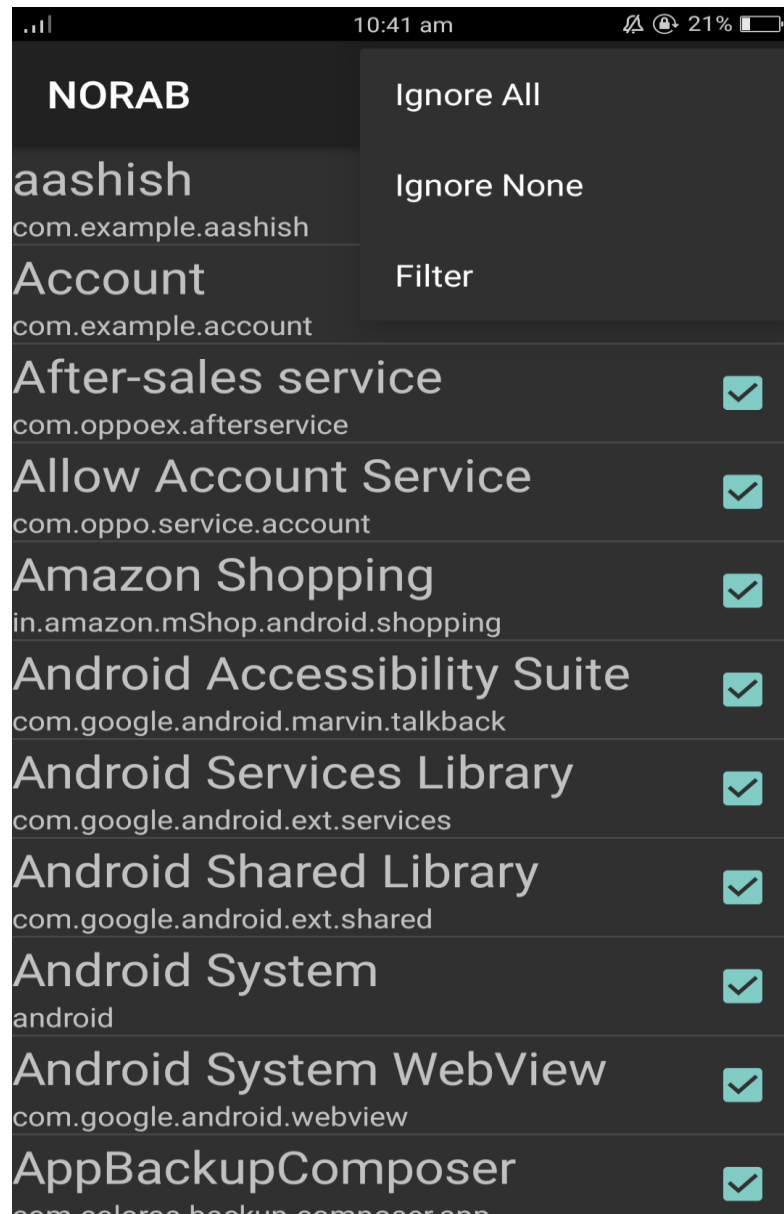 10:41 am 21%
NORAB
Ignore All
Ignore None
Filter
aashish
com.example.aashish
Account
com.example.account
After-sales service
com.oppoex.afterservice
Allow Account Service
com.oppo.service.account
Amazon Shopping
in.amazon.mShop.android.shopping
Android Accessibility Suite
com.google.android.marvin.talkback
Android Services Library
com.google.android.ext.services
Android Shared Library
com.google.android.ext.shared
Android System
android
Android System WebView
com.google.android.webview
AppBackupComposer